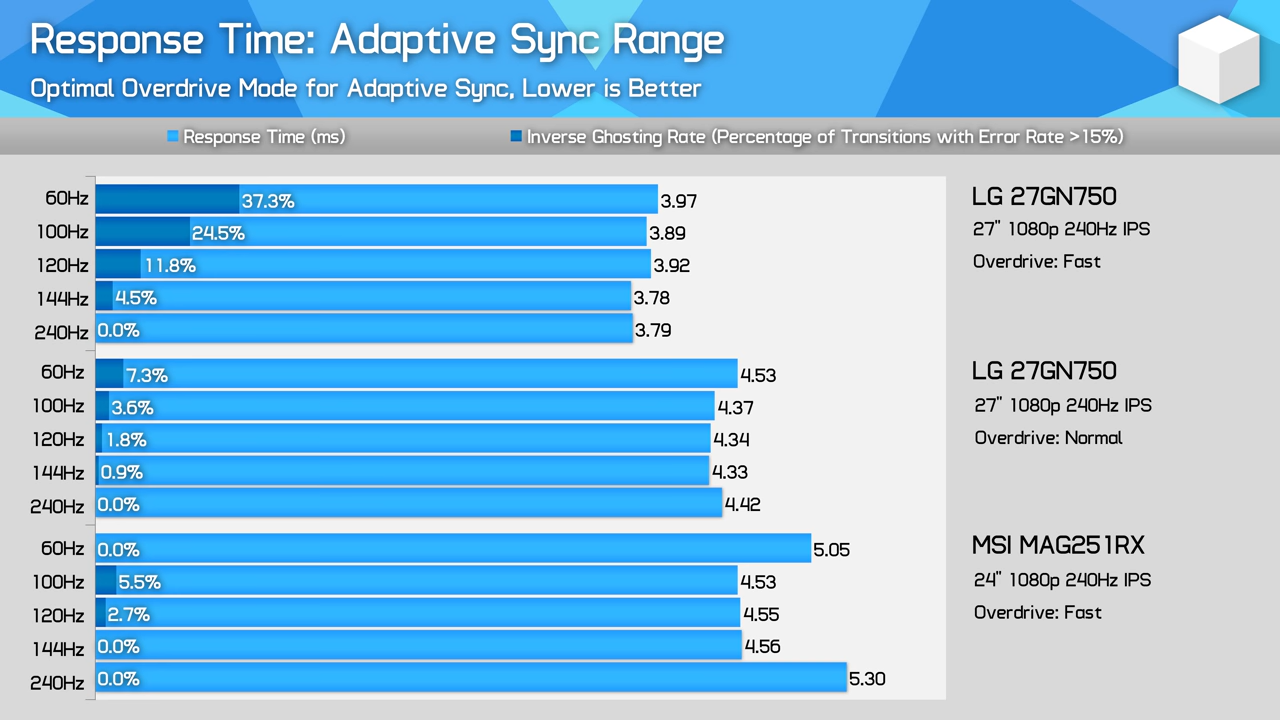 Response Time: Adaptive Sync Range
Optimal Overdrive Mode for Adaptive Sync, Lower is Better
Response Time (ms) Inverse Ghosting Rate (Percentage of Transitions with Error Rate >15%)
60Hz 37.3% 3.97
100Hz 24.5% 3.89
120Hz 11.8% 3.92
144Hz 4.5% 3.78
240Hz 0.0% 3.79
LG 27GN750
27" 1080p 240Hz IPS
Overdrive: Fast
60Hz 7.3% 4.53
100Hz 3.6% 4.37
120Hz 1.8% 4.34
144Hz 0.9% 4.33
240Hz 0.0% 4.42
LG 27GN750
27" 1080p 240Hz IPS
Overdrive: Normal
60Hz 0.0% 5.05
100Hz 5.5% 4.53
120Hz 2.7% 4.55
144Hz 0.0% 4.56
240Hz 0.0% 5.30
MSI MAG251RX
24" 1080p 240Hz IPS
Overdrive: Fast